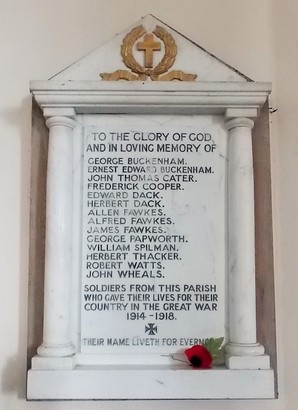 TO THE GLORY OF GOD,
AND IN LOVING MEMORY OF
GEORGE BUCKENHAM.
ERNEST EDWARD BUCKENHAM.
JOHN THOMAS CATER.
FREDERICK COOPER.
EDWARD DACK.
HERBERT DACK.
ALLEN FAWKES.
ALFRED FAWKES.
JAMES FAWKES.
GEORGE PAPWORTH.
WILLIAM SPILMAN.
HERBERT THACKER.
ROBERT WATTS.
JOHN WHEALS.
SOLDIERS FROM THIS PARISH
WHO GAVE THEIR LIVES FOR THEIR
COUNTRY IN THE GREAT WAR
1914-1918.
THEIR NAME LIVETH FOR EVERMORE